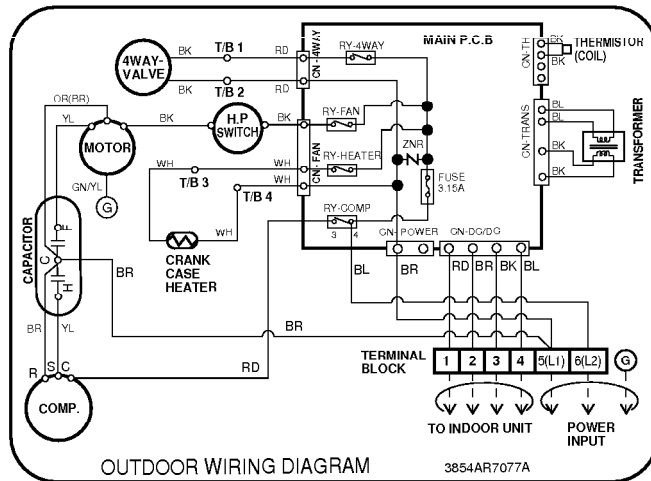 MAIN P.C.B
4WAY-
VALVE
BK
T/B 1
RD
BK
T/B 2
RD
CN-4WAY
RY-4WAY
CN-TH
BK
BK
THERMISTOR
(COIL)
OR(BR)
YL
MOTOR
BK
H.P
SWITCH
BK
RY-FAN
CN-FAN
CN-TRANS
BL
BL
BK
BK
TRANSFORMER
GN/YL
G
WH
T/B 3
WH
T/B 4
WH
RY-HEATER
ZNR
FUSE
3.15A
WH
CRANK
CASE
HEATER
RY-COMP
3 4
CN-POWER
CN-DC/DC
CAPACITOR
F
C
H
BR
BL
BR
RD
BR
BK
BL
BR
YL
BR
R
S
C
COMP.
RD
TERMINAL
BLOCK
1
2
3
4
5(L1)
6(L2)
G
TO INDOOR UNIT
POWER
INPUT
OUTDOOR WIRING DIAGRAM
3854AR7077A